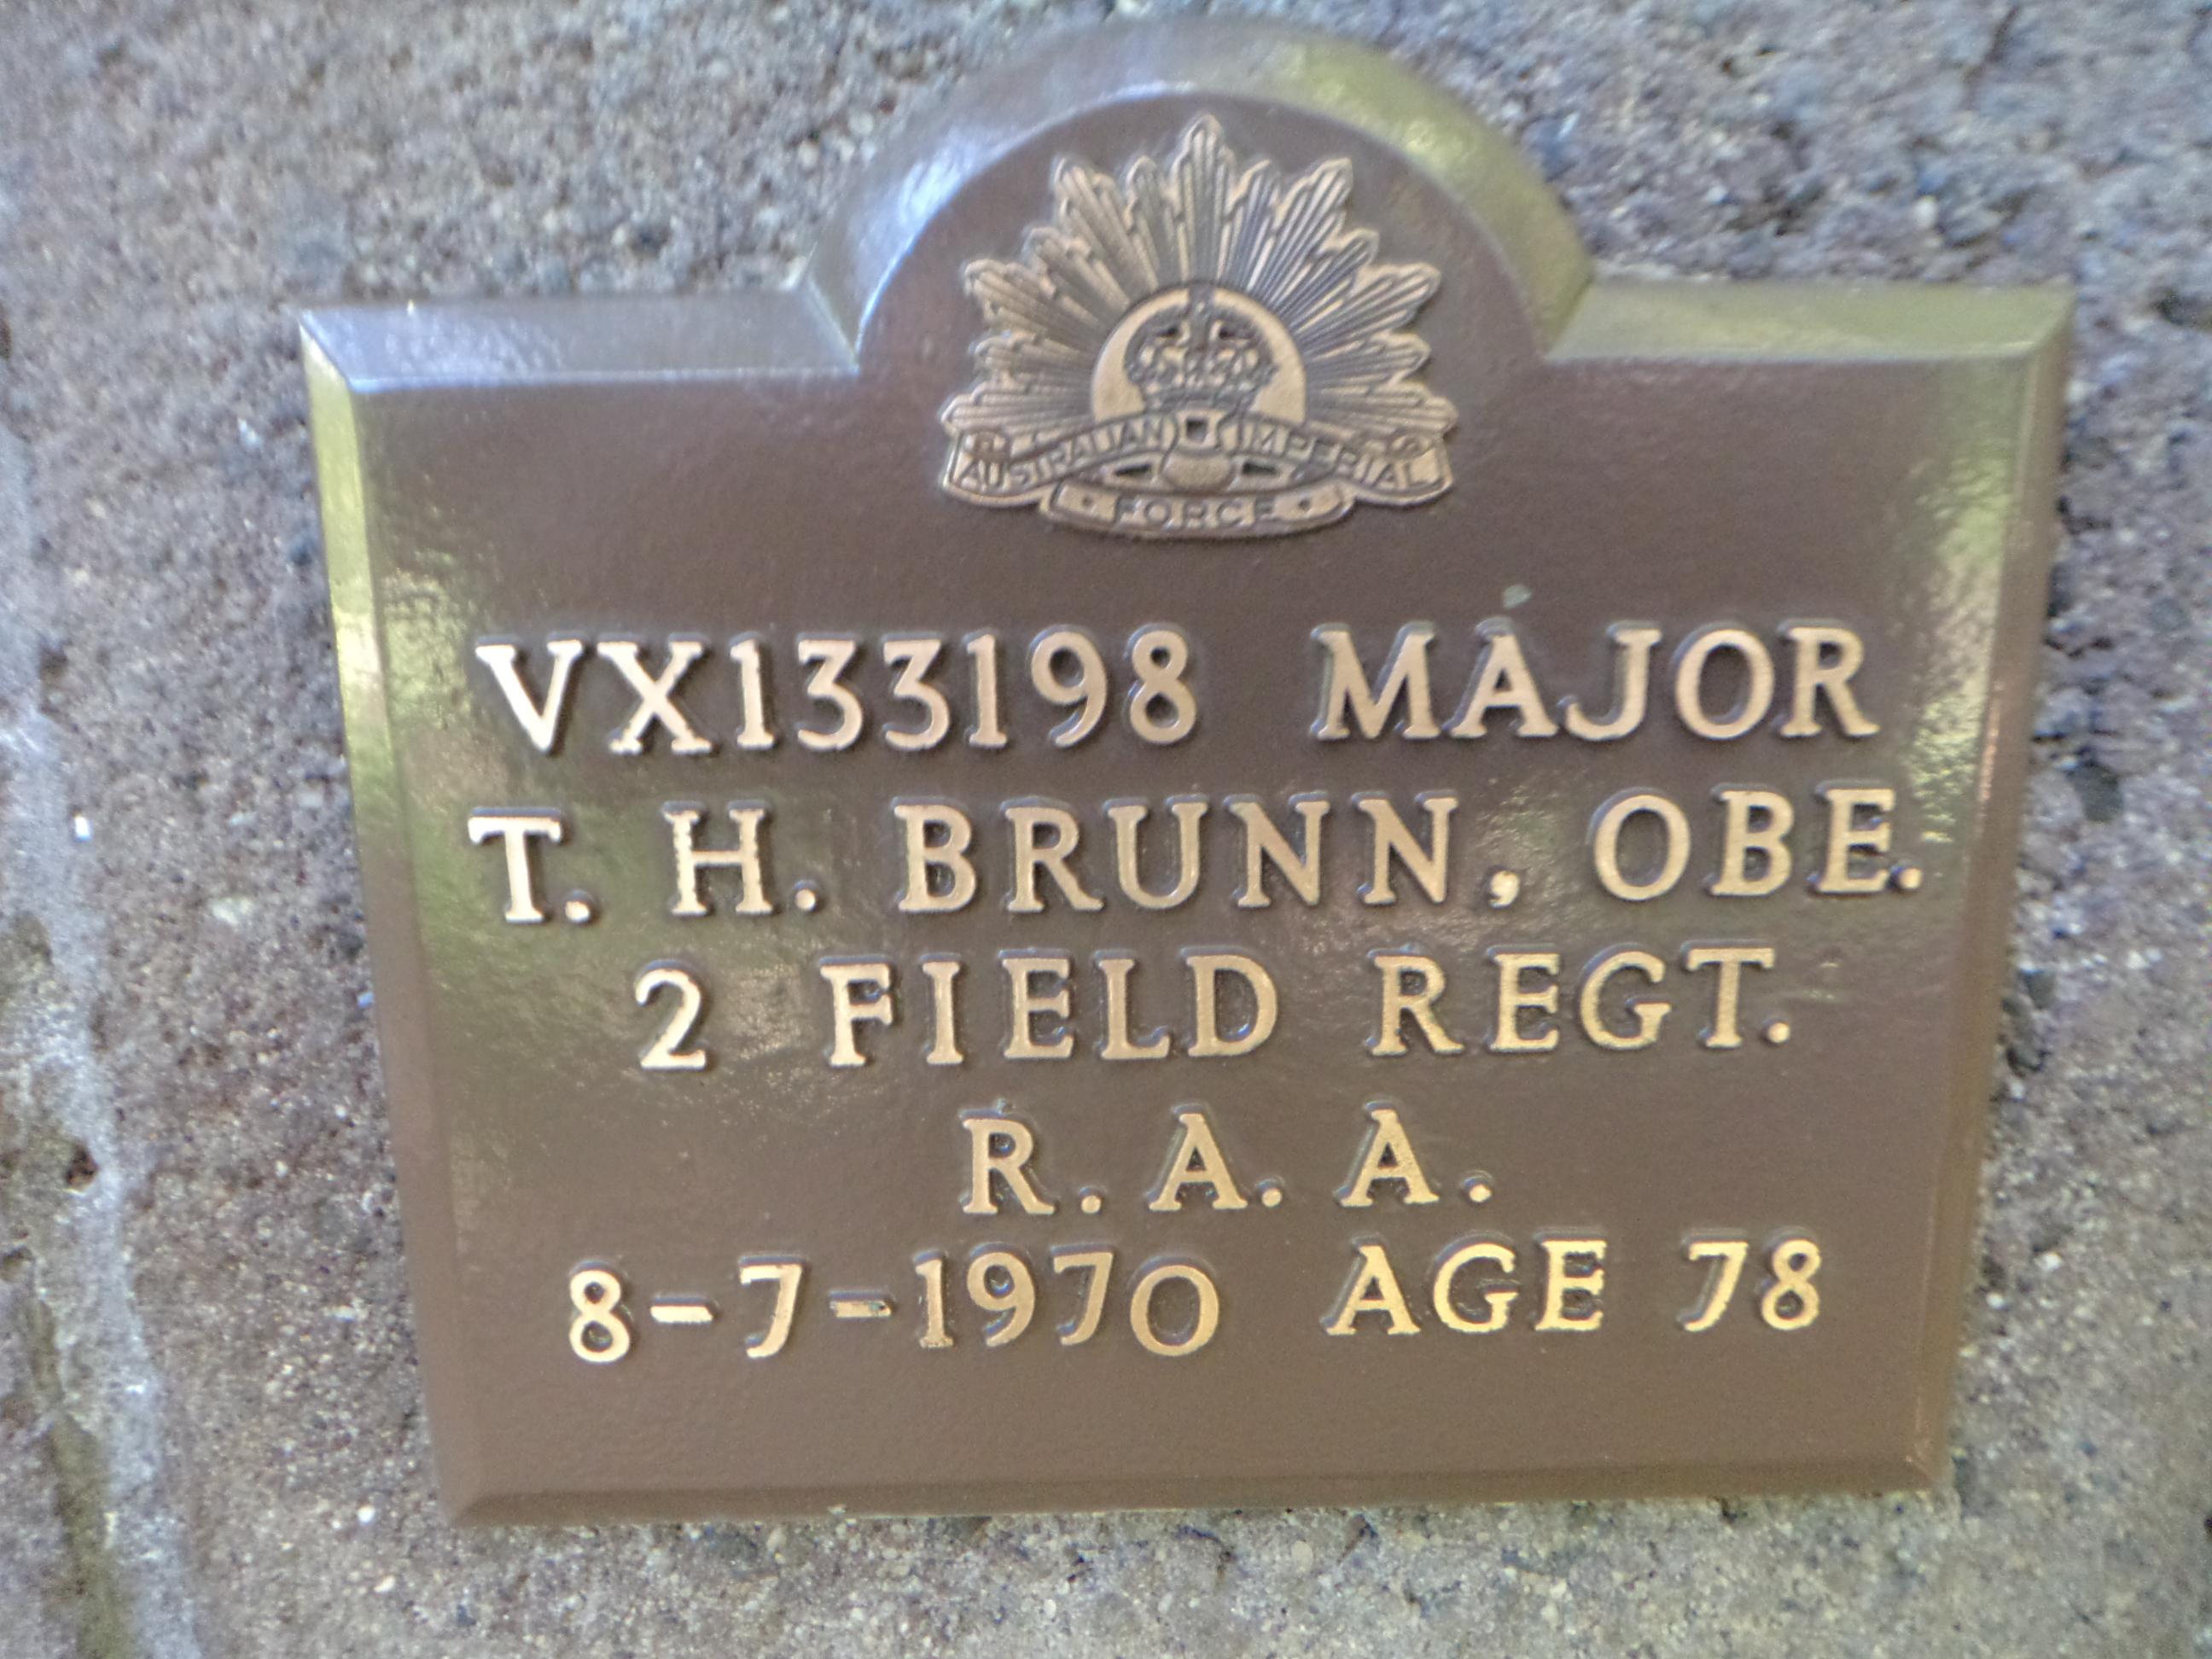 AUSTRALIAN IMPERIAL
FORCE
VX133198 MAJOR
T. H. BRUNN, OBE.
2 FIELD REGT.
R. A. A.
8-7-1970 AGE 78